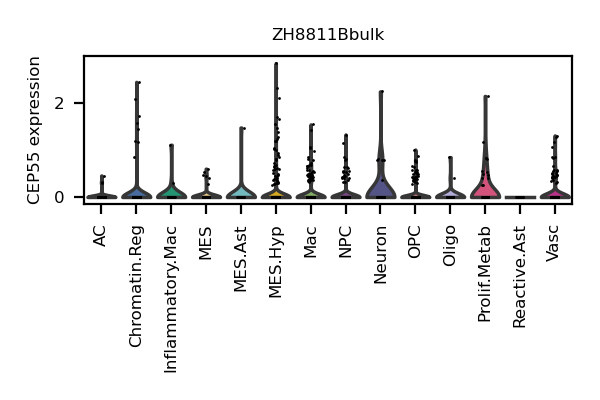 ZH8811Bbulk
CEP55 expression
2
0
AC
Chromatin.Reg
Inflammatory.Mac
MES
MES.Ast
MES.Hyp
Mac
NPC
Neuron
OPC
Oligo
Prolif.Metab
Reactive.Ast
Vasc